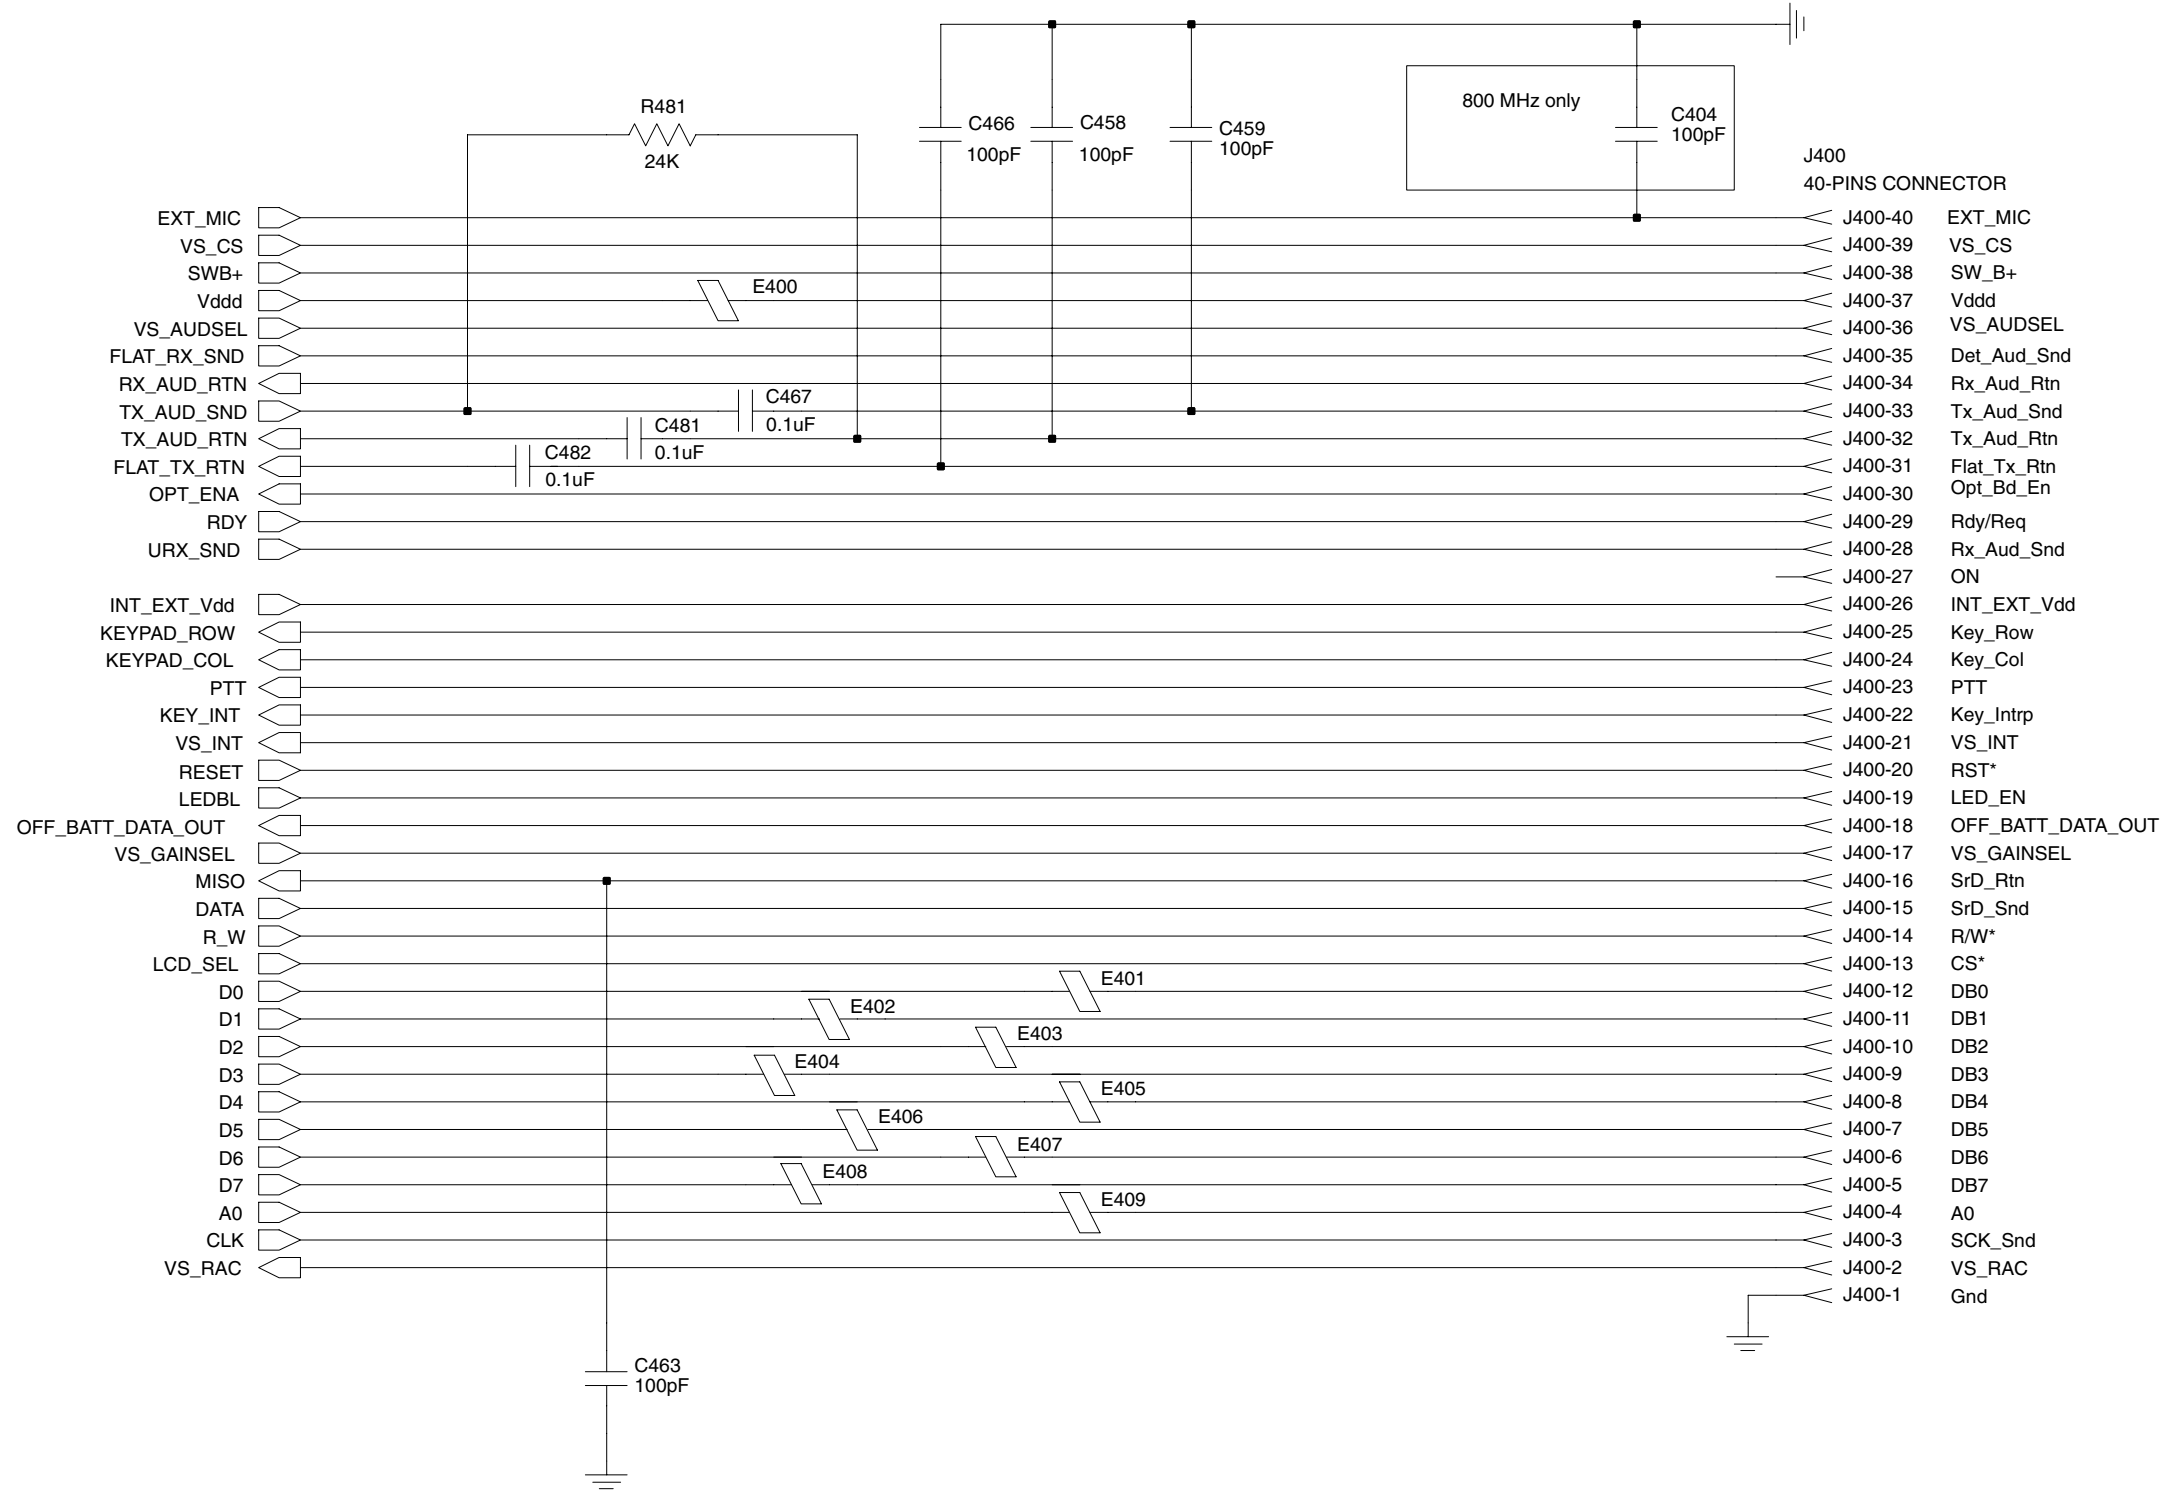 R481
24K
C466
100pF
C458
100pF
C459
100pF
800 MHz only
C404
100pF
J400
40-PINS CONNECTOR
EXT_MIC J400-40 EXT_MIC
VS_CS J400-39 VS_CS
SWB+ J400-38 SW_B+
E400
Vddd J400-37 Vddd
VS_AUDSEL J400-36 VS_AUDSEL
FLAT_RX_SND J400-35 Det_Aud_Snd
RX_AUD_RTN J400-34 Rx_Aud_Rtn
C467
0.1uF
TX_AUD_SND J400-33 Tx_Aud_Snd
C481
0.1uF
TX_AUD_RTN J400-32 Tx_Aud_Rtn
C482
0.1uF
FLAT_TX_RTN J400-31 Flat_Tx_Rtn
OPT_ENA J400-30 Opt_Bd_En
RDY J400-29 Rdy/Req
URX_SND J400-28 Rx_Aud_Snd
J400-27 ON
INT_EXT_Vdd J400-26 INT_EXT_Vdd
KEYPAD_ROW J400-25 Key_Row
KEYPAD_COL J400-24 Key_Col
PTT J400-23 PTT
KEY_INT J400-22 Key_Intrp
VS_INT J400-21 VS_INT
RESET J400-20 RST*
LEDBL J400-19 LED_EN
OFF_BATT_DATA_OUT J400-18 OFF_BATT_DATA_OUT
VS_GAINSEL J400-17 VS_GAINSEL
MISO J400-16 SrD_Rtn
DATA J400-15 SrD_Snd
R_W J400-14 R/W*
LCD_SEL J400-13 CS*
E401
D0 J400-12 DB0
E402
D1 J400-11 DB1
E403
D2 J400-10 DB2
E404
D3 J400-9 DB3
E405
D4 J400-8 DB4
E406
D5 J400-7 DB5
E407
D6 J400-6 DB6
E408
D7 J400-5 DB7
E409
A0 J400-4 A0
CLK J400-3 SCK_Snd
VS_RAC J400-2 VS_RAC
J400-1 Gnd
C463
100pF